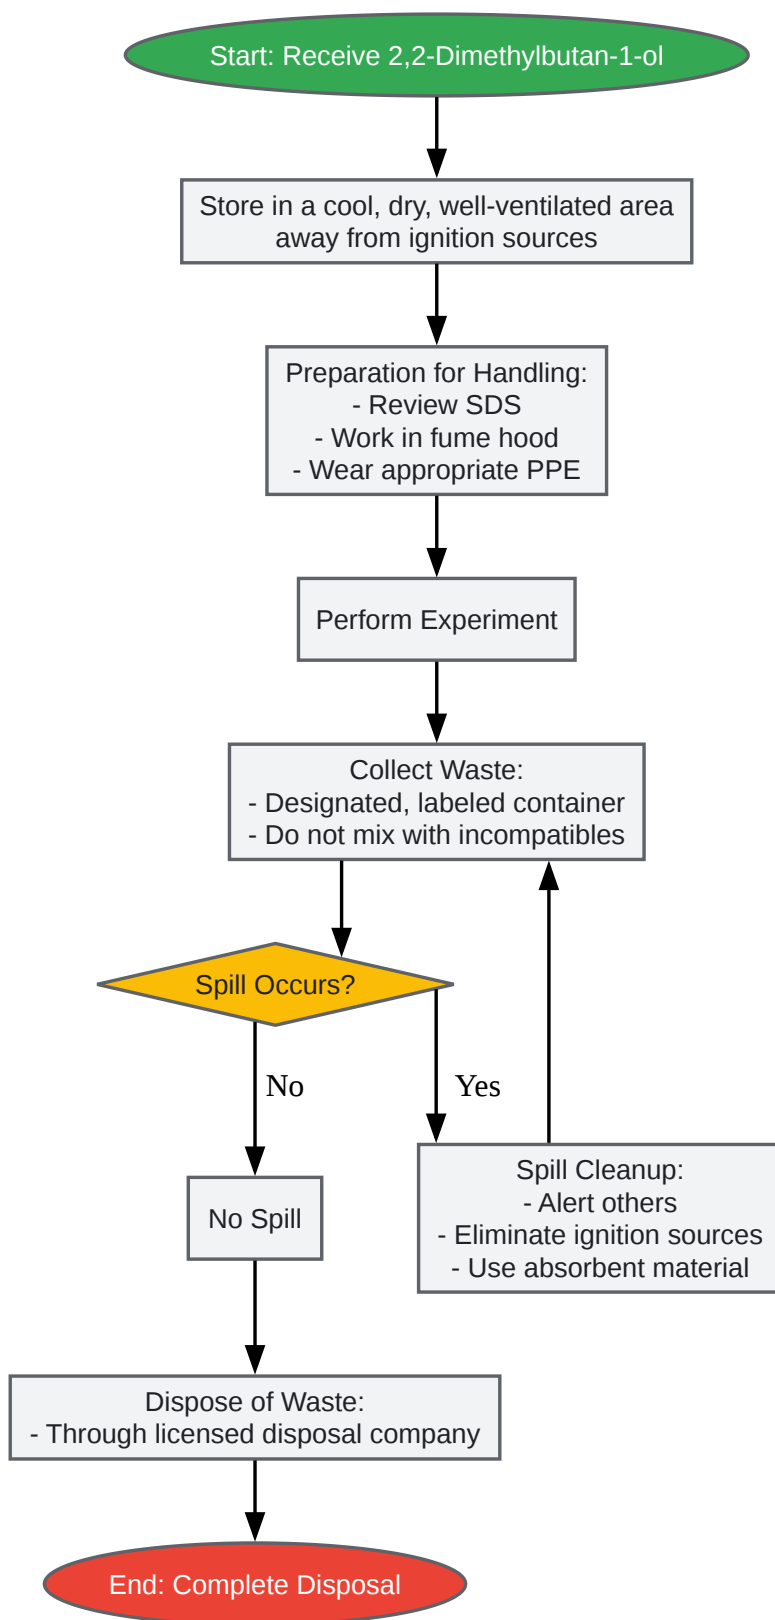 Start: Receive 2,2-Dimethylbutan-1-ol
Store in a cool, dry, well-ventilated area
away from ignition sources
Preparation for Handling:
- Review SDS
- Work in fume hood
- Wear appropriate PPE
Perform Experiment
Collect Waste:
- Designated, labeled container
- Do not mix with incompatibles
Spill Occurs?
No
Yes
Spill Cleanup:
- Alert others
- Eliminate ignition sources
- Use absorbent material
No Spill
Dispose of Waste:
- Through licensed disposal company
End: Complete Disposal